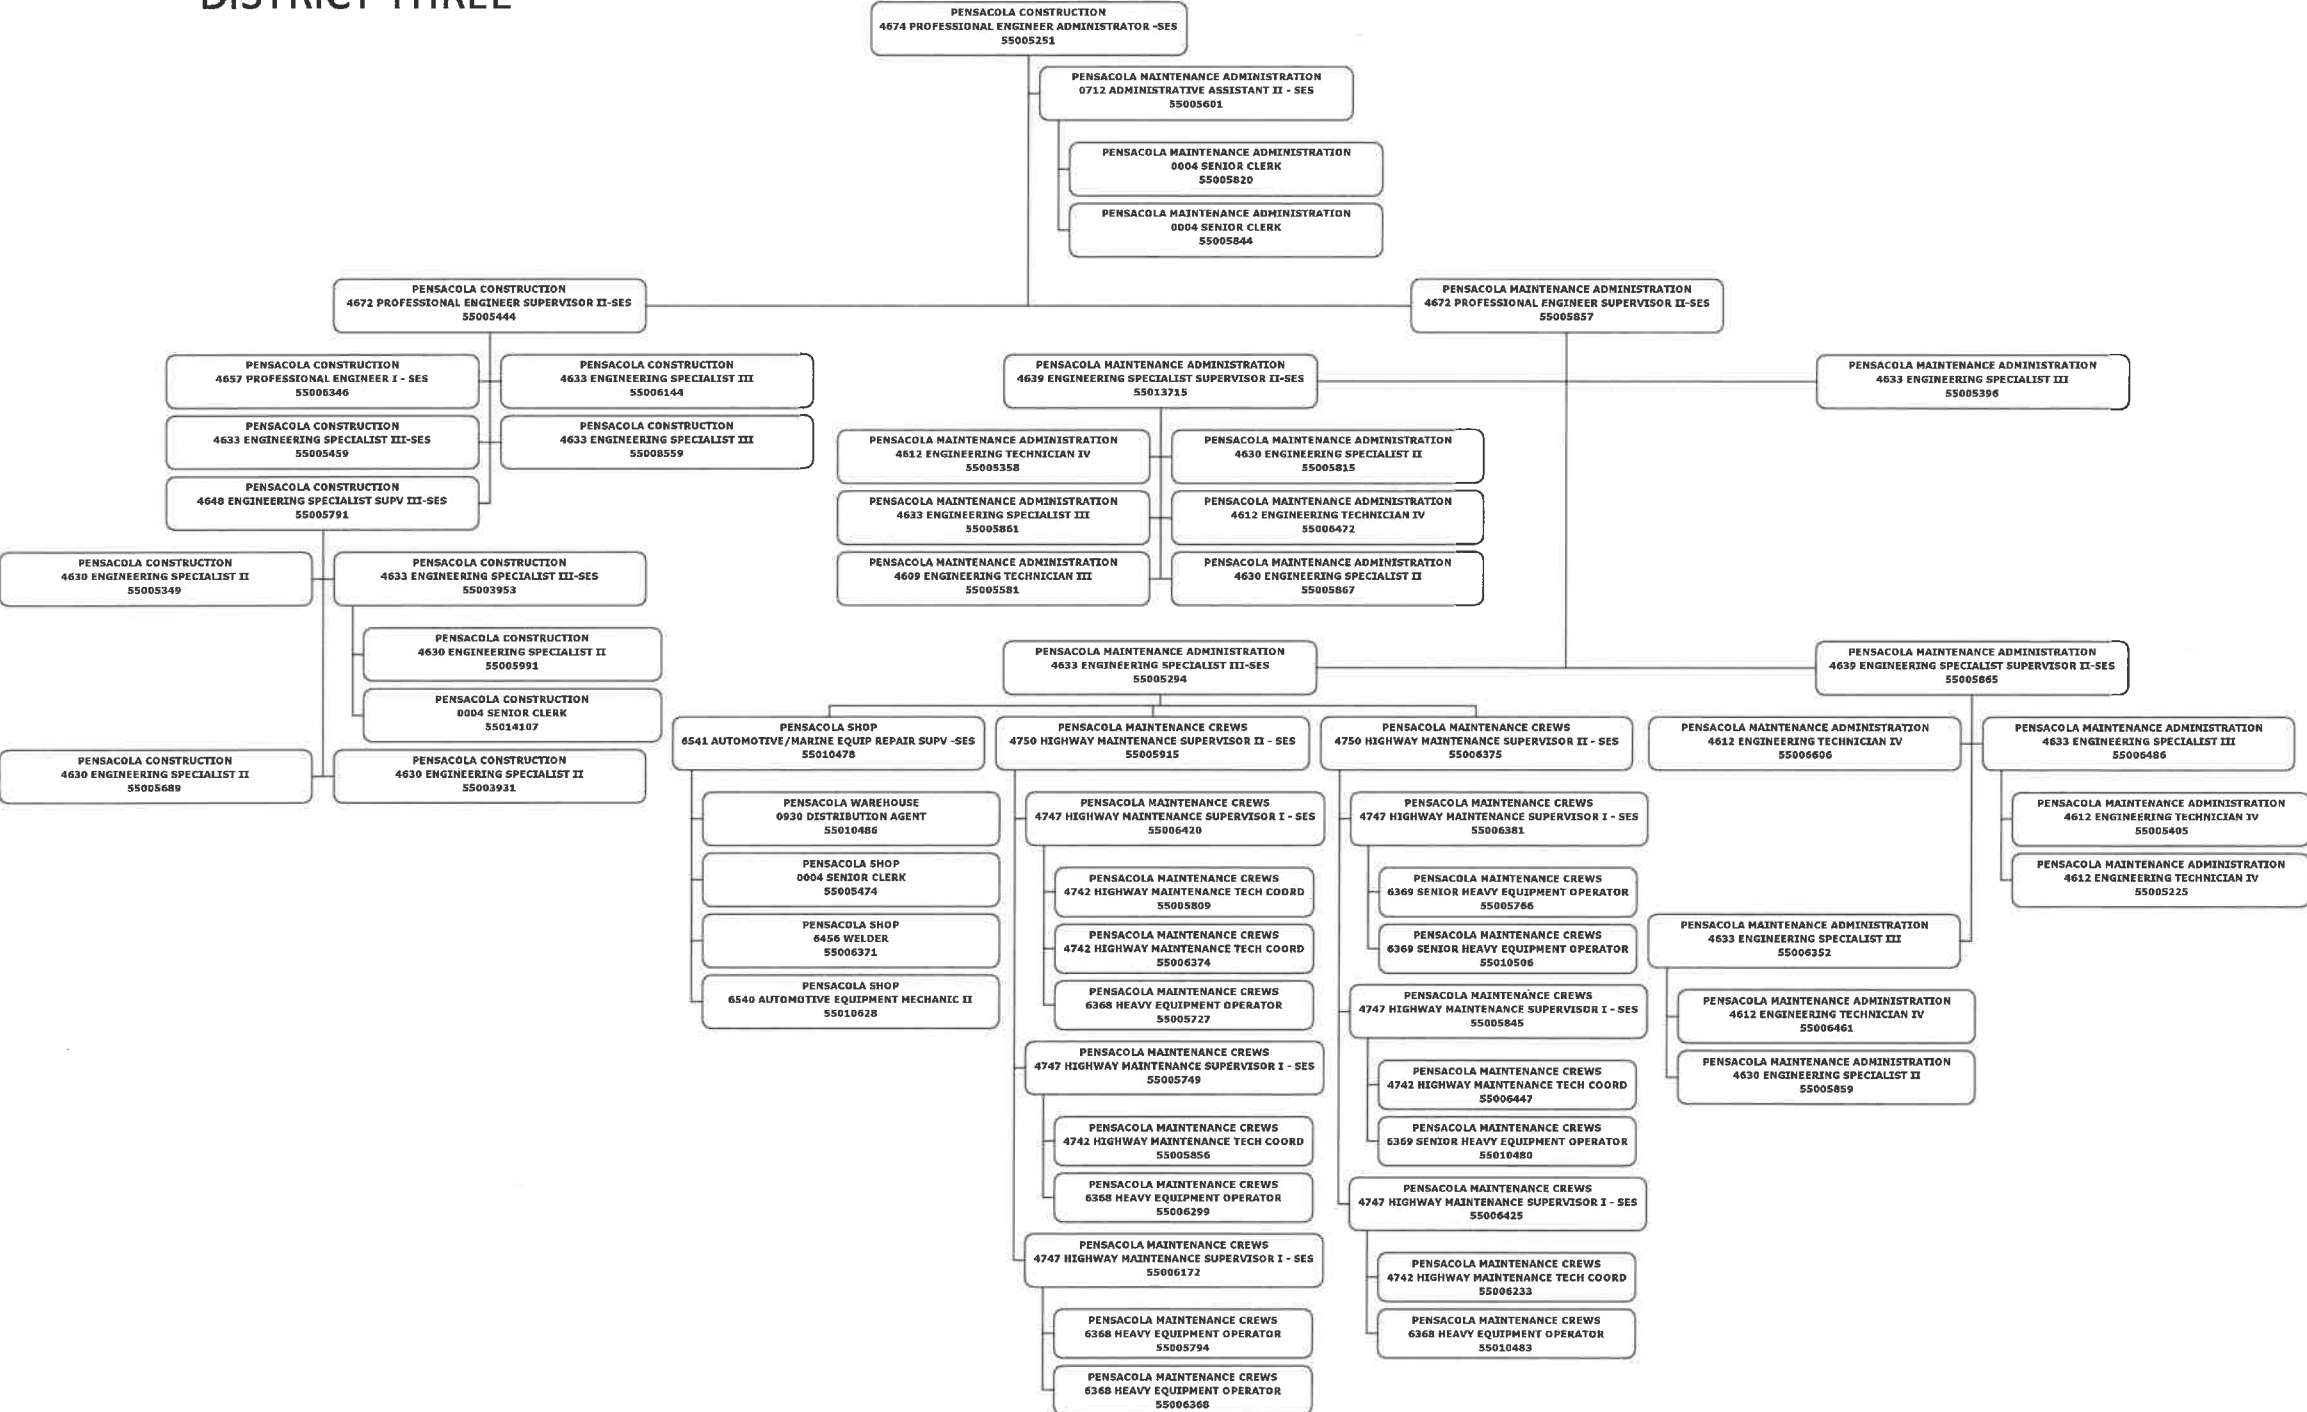 DISTRICT THREE
PENSACOLA CONSTRUCTION
4674 PROFESSIONAL ENGINEER ADMINISTRATOR -SES
55005251
PENSACOLA MAINTENANCE ADMINISTRATION
0712 ADMINISTRATIVE ASSISTANT II - SES
55005601
PENSACOLA MAINTENANCE ADMINISTRATION
0004 SENIOR CLERK
55005820
PENSACOLA MAINTENANCE ADMINISTRATION
0004 SENIOR CLERK
55005844
PENSACOLA CONSTRUCTION
4672 PROFESSIONAL ENGINEER SUPERVISOR II-SES
55005444
PENSACOLA MAINTENANCE ADMINISTRATION
4672 PROFESSIONAL ENGINEER SUPERVISOR II-SES
55005857
PENSACOLA CONSTRUCTION
4657 PROFESSIONAL ENGINEER I - SES
55006346
PENSACOLA CONSTRUCTION
4633 ENGINEERING SPECIALIST III
55006144
PENSACOLA CONSTRUCTION
4633 ENGINEERING SPECIALIST III-SES
55005459
PENSACOLA CONSTRUCTION
4633 ENGINEERING SPECIALIST III
55008559
PENSACOLA CONSTRUCTION
4648 ENGINEERING SPECIALIST SUPV III-SES
55005791
PENSACOLA CONSTRUCTION
4630 ENGINEERING SPECIALIST II
55005349
PENSACOLA CONSTRUCTION
4633 ENGINEERING SPECIALIST III-SES
55003953
PENSACOLA CONSTRUCTION
4630 ENGINEERING SPECIALIST II
55005991
PENSACOLA CONSTRUCTION
0004 SENIOR CLERK
55014107
PENSACOLA CONSTRUCTION
4630 ENGINEERING SPECIALIST II
55005689
PENSACOLA CONSTRUCTION
4630 ENGINEERING SPECIALIST II
55003931
PENSACOLA MAINTENANCE ADMINISTRATION
4639 ENGINEERING SPECIALIST SUPERVISOR II-SES
55013715
PENSACOLA MAINTENANCE ADMINISTRATION
4633 ENGINEERING SPECIALIST III
55005396
PENSACOLA MAINTENANCE ADMINISTRATION
4612 ENGINEERING TECHNICIAN IV
55005358
PENSACOLA MAINTENANCE ADMINISTRATION
4630 ENGINEERING SPECIALIST II
55005815
PENSACOLA MAINTENANCE ADMINISTRATION
4633 ENGINEERING SPECIALIST III
55005861
PENSACOLA MAINTENANCE ADMINISTRATION
4612 ENGINEERING TECHNICIAN IV
55006472
PENSACOLA MAINTENANCE ADMINISTRATION
4609 ENGINEERING TECHNICIAN III
55005581
PENSACOLA MAINTENANCE ADMINISTRATION
4630 ENGINEERING SPECIALIST II
55005867
PENSACOLA MAINTENANCE ADMINISTRATION
4633 ENGINEERING SPECIALIST III-SES
55005294
PENSACOLA MAINTENANCE ADMINISTRATION
4639 ENGINEERING SPECIALIST SUPERVISOR II-SES
55005865
PENSACOLA SHOP
6541 AUTOMOTIVE/MARINE EQUIP REPAIR SUPV -SES
55010478
PENSACOLA WAREHOUSE
0930 DISTRIBUTION AGENT
55010486
PENSACOLA SHOP
0004 SENIOR CLERK
55005474
PENSACOLA SHOP
6456 WELDER
55006371
PENSACOLA SHOP
6540 AUTOMOTIVE EQUIPMENT MECHANIC II
55010628
PENSACOLA MAINTENANCE CREWS
4750 HIGHWAY MAINTENANCE SUPERVISOR II - SES
55005915
PENSACOLA MAINTENANCE CREWS
4747 HIGHWAY MAINTENANCE SUPERVISOR I - SES
55006420
PENSACOLA MAINTENANCE CREWS
4742 HIGHWAY MAINTENANCE TECH COORD
55005809
PENSACOLA MAINTENANCE CREWS
4742 HIGHWAY MAINTENANCE TECH COORD
55006374
PENSACOLA MAINTENANCE CREWS
6368 HEAVY EQUIPMENT OPERATOR
55005727
PENSACOLA MAINTENANCE CREWS
4747 HIGHWAY MAINTENANCE SUPERVISOR I - SES
55005749
PENSACOLA MAINTENANCE CREWS
4742 HIGHWAY MAINTENANCE TECH COORD
55005856
PENSACOLA MAINTENANCE CREWS
6368 HEAVY EQUIPMENT OPERATOR
55006299
PENSACOLA MAINTENANCE CREWS
4747 HIGHWAY MAINTENANCE SUPERVISOR I - SES
55006172
PENSACOLA MAINTENANCE CREWS
6368 HEAVY EQUIPMENT OPERATOR
55005794
PENSACOLA MAINTENANCE CREWS
6368 HEAVY EQUIPMENT OPERATOR
55006368
PENSACOLA MAINTENANCE CREWS
4750 HIGHWAY MAINTENANCE SUPERVISOR II - SES
55006375
PENSACOLA MAINTENANCE CREWS
4747 HIGHWAY MAINTENANCE SUPERVISOR I - SES
55006381
PENSACOLA MAINTENANCE CREWS
6369 SENIOR HEAVY EQUIPMENT OPERATOR
55005766
PENSACOLA MAINTENANCE CREWS
6369 SENIOR HEAVY EQUIPMENT OPERATOR
55010506
PENSACOLA MAINTENANCE CREWS
4747 HIGHWAY MAINTENANCE SUPERVISOR I - SES
55005845
PENSACOLA MAINTENANCE CREWS
4742 HIGHWAY MAINTENANCE TECH COORD
55006447
PENSACOLA MAINTENANCE CREWS
6369 SENIOR HEAVY EQUIPMENT OPERATOR
55010480
PENSACOLA MAINTENANCE CREWS
4747 HIGHWAY MAINTENANCE SUPERVISOR I - SES
55006425
PENSACOLA MAINTENANCE CREWS
4742 HIGHWAY MAINTENANCE TECH COORD
55006233
PENSACOLA MAINTENANCE CREWS
6368 HEAVY EQUIPMENT OPERATOR
55010483
PENSACOLA MAINTENANCE ADMINISTRATION
4612 ENGINEERING TECHNICIAN IV
55006606
PENSACOLA MAINTENANCE ADMINISTRATION
4633 ENGINEERING SPECIALIST III
55006486
PENSACOLA MAINTENANCE ADMINISTRATION
4612 ENGINEERING TECHNICIAN IV
55005405
PENSACOLA MAINTENANCE ADMINISTRATION
4612 ENGINEERING TECHNICIAN IV
55005225
PENSACOLA MAINTENANCE ADMINISTRATION
4633 ENGINEERING SPECIALIST III
55006352
PENSACOLA MAINTENANCE ADMINISTRATION
4612 ENGINEERING TECHNICIAN IV
55006461
PENSACOLA MAINTENANCE ADMINISTRATION
4630 ENGINEERING SPECIALIST II
55005859